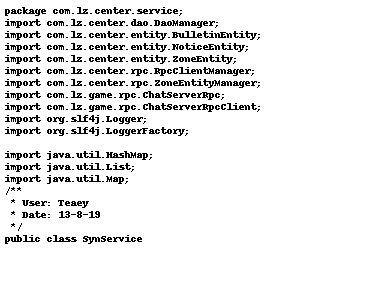 package com.lz.center.service;
import com.lz.center.dao.DaoManager;
import com.lz.center.entity.BulletinEntity;
import com.lz.center.entity.NoticeEntity;
import com.lz.center.entity.ZoneEntity;
import com.lz.center.rpc.RpcClientManager;
import com.lz.center.rpc.ZoneEntityManager;
import com.lz.game.rpc.ChatServerRpc;
import com.lz.game.rpc.ChatServerRpcClient;
import org.slf4j.Logger;
import org.slf4j.LoggerFactory;

import java.util.HashMap;
import java.util.List;
import java.util.Map;
/**
 * User: Teaey
 * Date: 13-8-19
 */
public class SynService